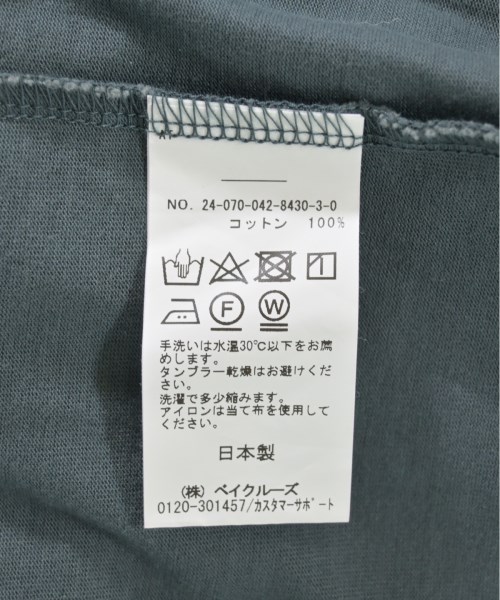 NO. 24-070-042-8430-3-0
コットン 100%
F W
手洗いは水温30℃以下をお薦
めします。
タンブラー乾燥はお避けくださ
い。
洗濯で多少縮みます。
アイロンは当て布を使用して
ください。
日本製
(株) ベイクルーズ
0120-301457/カスタマーサポート